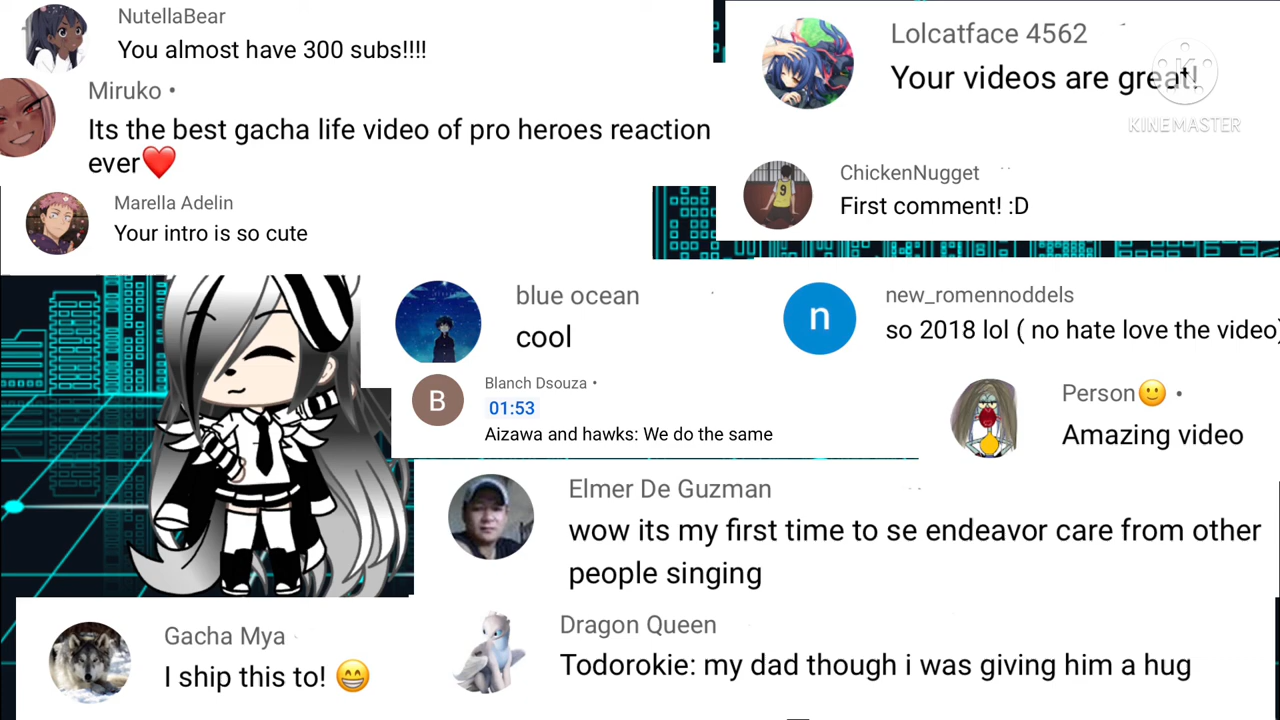 NutellaBear
You almost have 300 subs!!!!
Miruko •
Its the best gacha life video of pro heroes reaction
ever❤️
Marella Adelin
Your intro is so cute
Lolcatface 4562
Your videos are great!
KINEMASTER
ChickenNugget
First comment! :D
blue ocean
cool
n
new_romennoddels
so 2018 lol ( no hate love the video)
B
Blanch Dsouza •
01:53
Aizawa and hawks: We do the same
Person🙂 •
Amazing video
Elmer De Guzman
wow its my first time to se endeavor care from other
people singing
Gacha Mya
I ship this to! 😁
Dragon Queen
Todorokie: my dad though i was giving him a hug
9
K